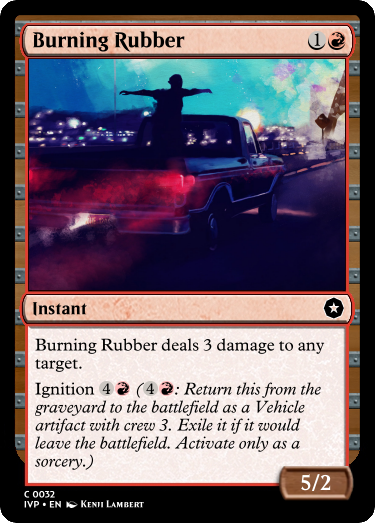 Burning Rubber 1
Instant
Burning Rubber deals 3 damage to any
target.
Ignition 4 (4: Return this from the
graveyard to the battlefield as a Vehicle
artifact with crew 3. Exile it if it would
leave the battlefield. Activate only as a
sorcery.)
5/2
C 0032
IVP • EN Kenji Lambert